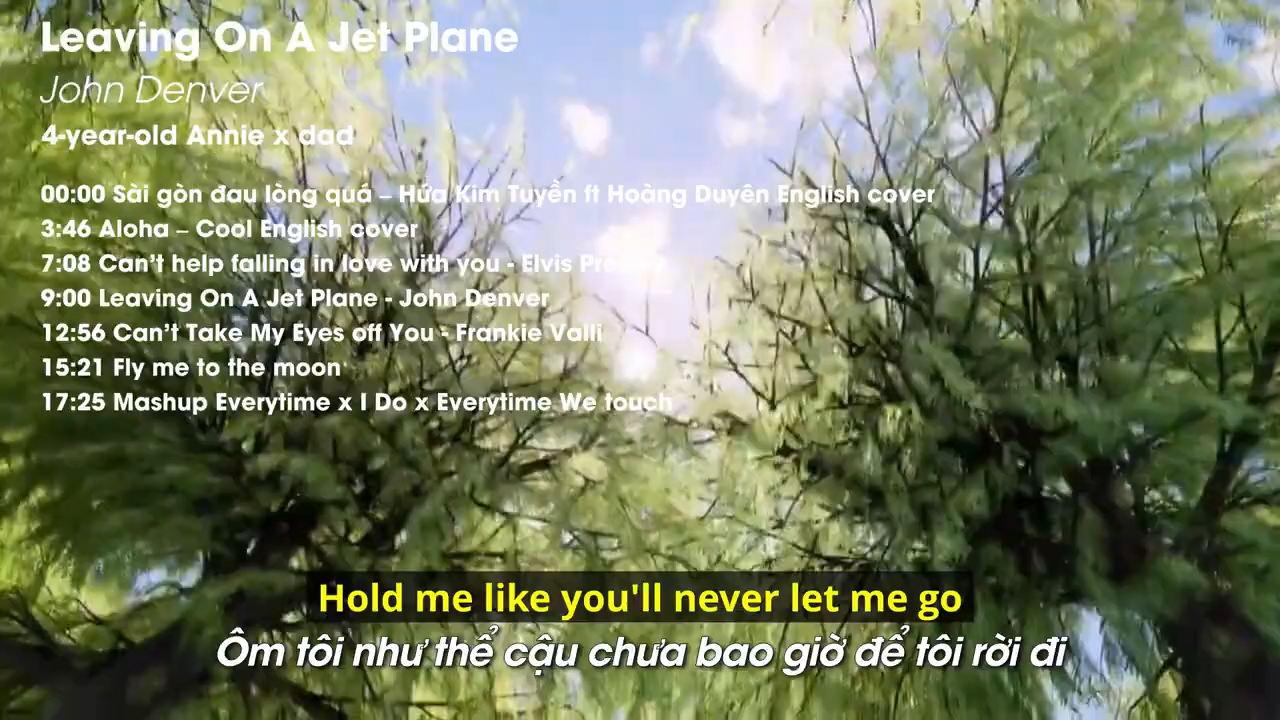 Leaving On A Jet Plane
John Denver
4-year-old Annie x dad
00:00 Sài gòn đau lòng quá – Hứa Kim Tuyền ft Hoàng Duyên English cover
3:46 Aloha – Cool English cover
7:08 Can't help falling in love with you - Elvis Presley
9:00 Leaving On A Jet Plane - John Denver
12:56 Can't Take My Eyes off You - Frankie Valli
15:21 Fly me to the moon
17:25 Mashup Everytime x I Do x Everytime We touch
Hold me like you'll never let me go
Ôm tôi như thể cậu chưa bao giờ để tôi rời đi